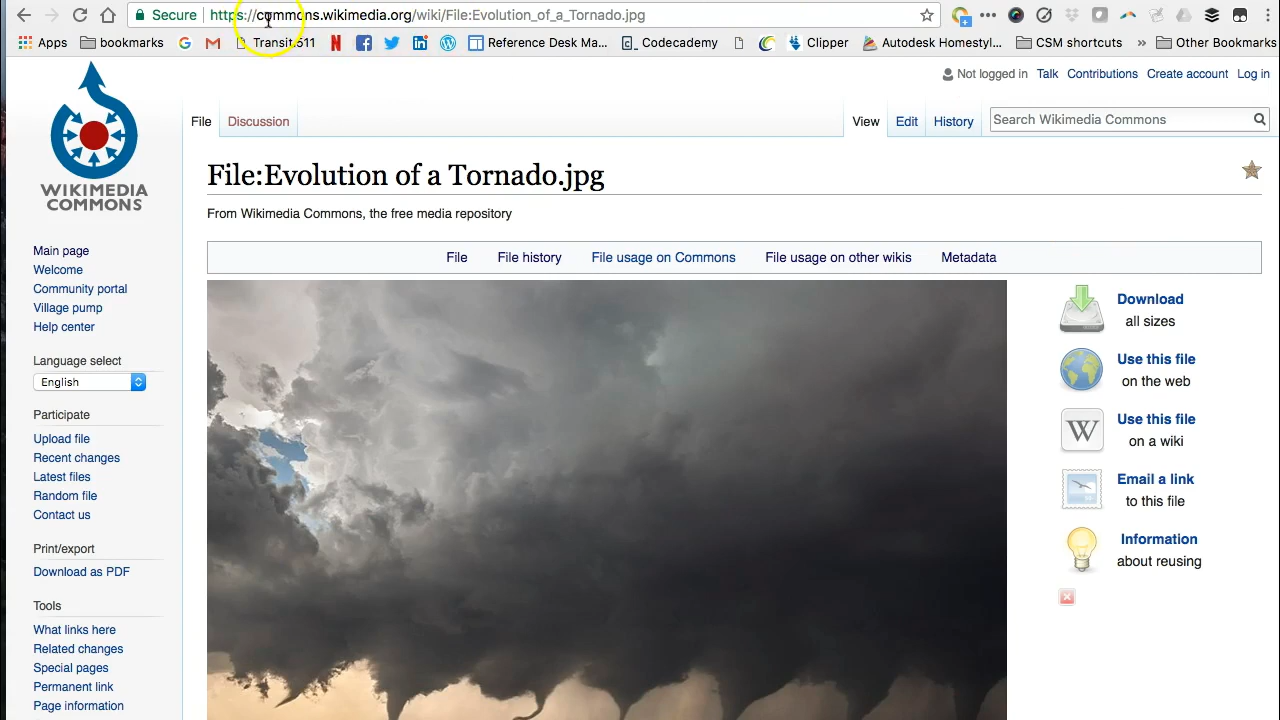 Secure https://commons.wikimedia.org/wiki/File:Evolution_of_a_Tornado.jpg
Apps bookmarks Transit 511 Reference Desk Ma... Codecademy Clipper Autodesk Homestyl... CSM shortcuts » Other Bookmarks
Not logged in Talk Contributions Create account Log in
File Discussion View Edit History Search Wikimedia Commons
WIKIMEDIA
COMMONS
File:Evolution of a Tornado.jpg
From Wikimedia Commons, the free media repository
File File history File usage on Commons File usage on other wikis Metadata
Main page
Welcome
Community portal
Village pump
Help center
Language select
English
Participate
Upload file
Recent changes
Latest files
Random file
Contact us
Print/export
Download as PDF
Tools
What links here
Related changes
Special pages
Permanent link
Page information
Download
all sizes
Use this file
on the web
W
Use this file
on a wiki
Email a link
to this file
Information
about reusing